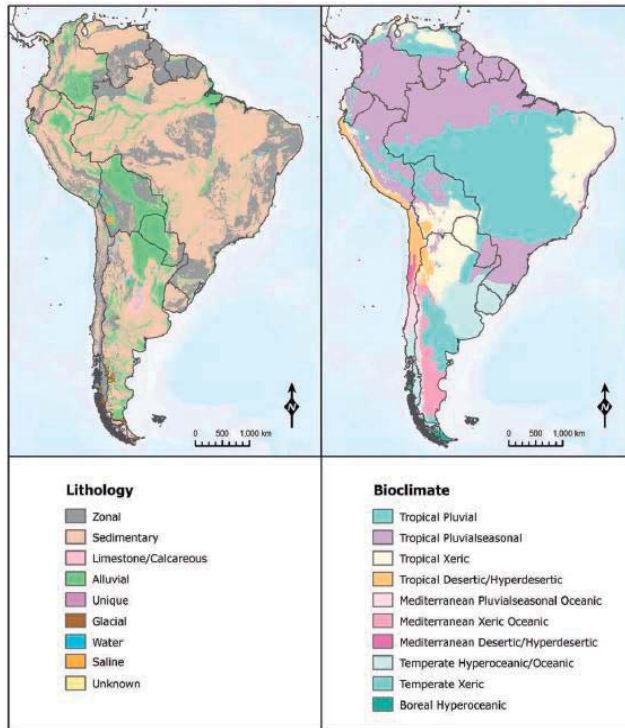 N
0 500 1,000 km
N
0 500 1,000 km
Lithology
Zonal
Sedimentary
Limestone/Calcareous
Alluvial
Unique
Glacial
Water
Saline
Unknown
Bioclimate
Tropical Pluvial
Tropical Pluvialseasonal
Tropical Xeric
Tropical Desertic/Hyperdesertic
Mediterranean Pluvialseasonal Oceanic
Mediterranean Xeric Oceanic
Mediterranean Desertic/Hyperdesertic
Temperate Hyperoceanic/Oceanic
Temperate Xeric
Boreal Hyperoceanic